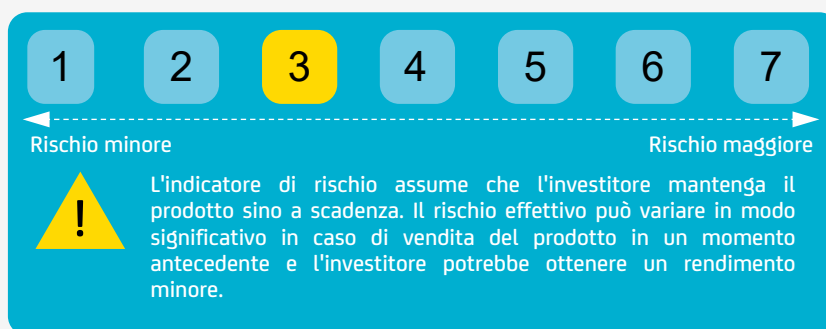 1 2 3 4 5 6 7
Rischio minore Rischio maggiore
! L'indicatore di rischio assume che l'investitore mantenga il
prodotto sino a scadenza. Il rischio effettivo può variare in modo
significativo in caso di vendita del prodotto in un momento
antecedente e l'investitore potrebbe ottenere un rendimento
minore.